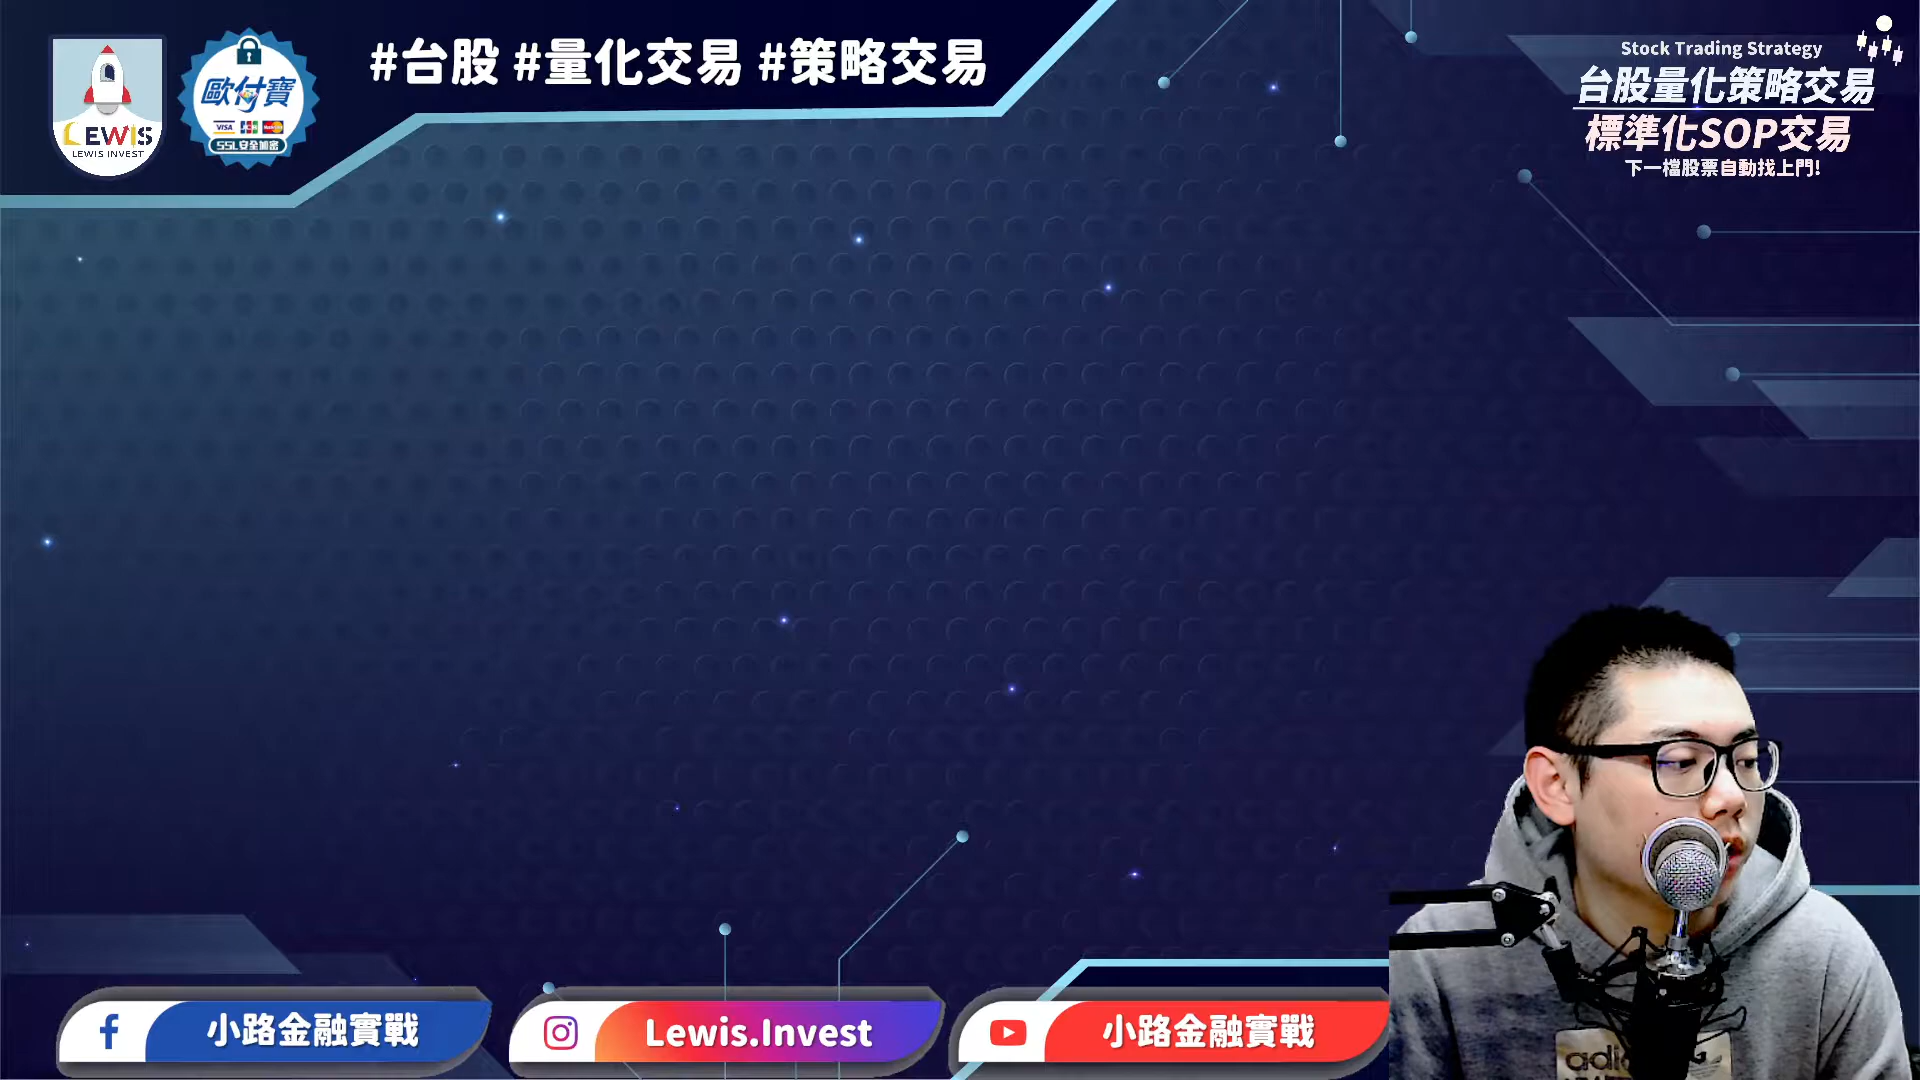 LEWIS
LEWIS INVEST
歐付寶
VISA JCB MasterCard
SSL安全加密
#台股 #量化交易 #策略交易
Stock Trading Strategy
台股量化策略交易
標準化SOP交易
下一檔股票自動找上門!
小路金融實戰
Lewis.Invest
小路金融實戰
adi